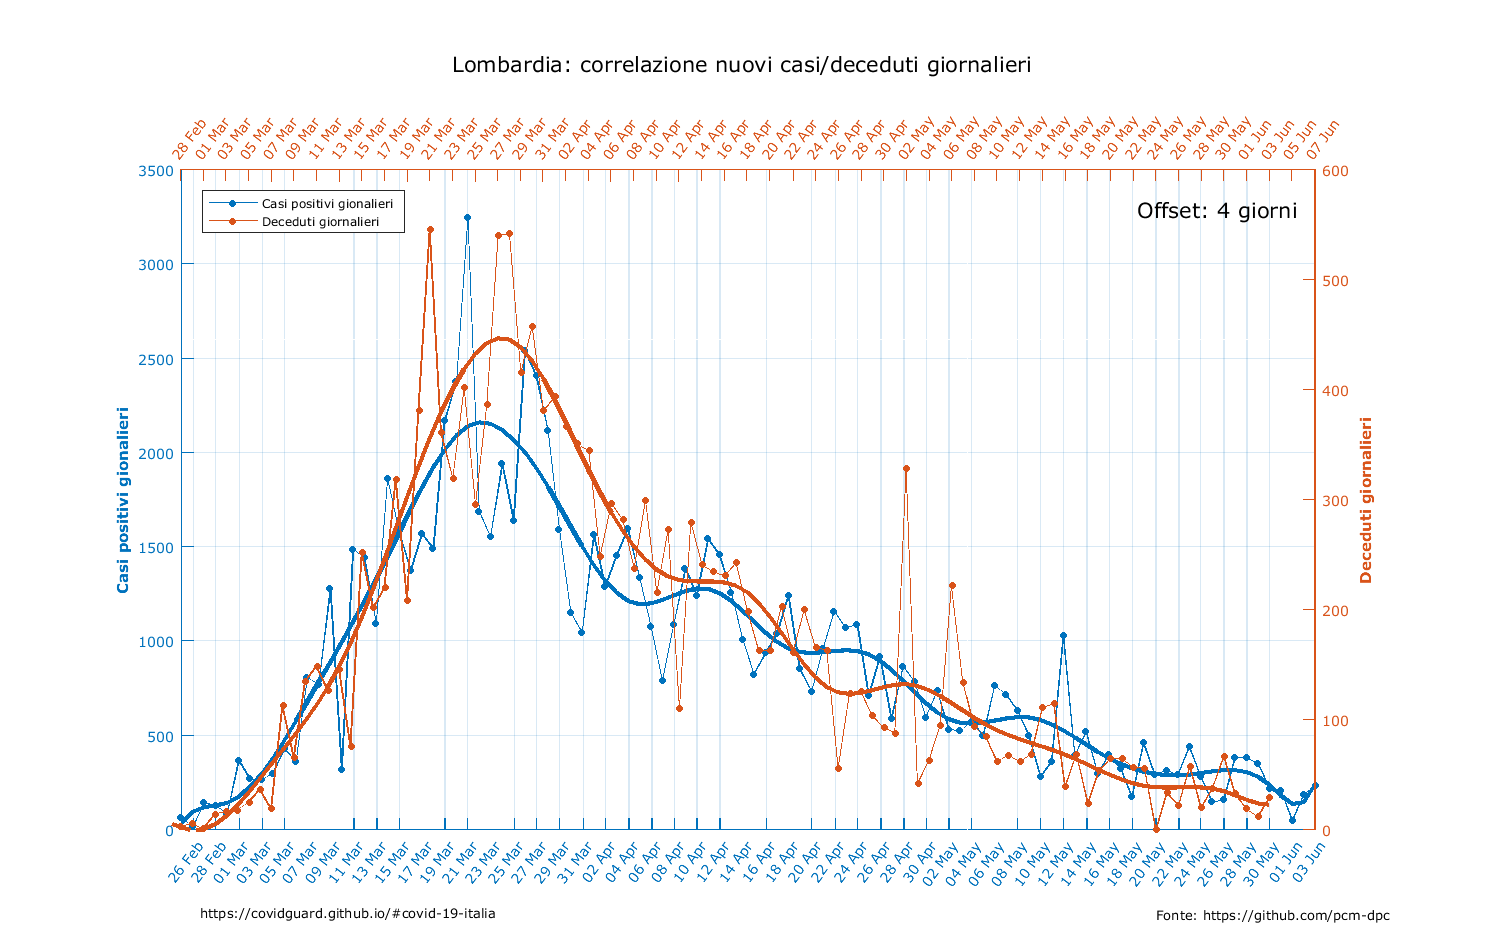 Lombardia: correlazione nuovi casi/deceduti giornalieri
28 Feb 01 Mar 03 Mar 05 Mar 07 Mar 09 Mar 11 Mar 13 Mar 15 Mar 17 Mar 19 Mar 21 Mar 23 Mar 25 Mar 27 Mar 29 Mar 31 Mar 02 Apr 04 Apr 06 Apr 08 Apr 10 Apr 12 Apr 14 Apr 16 Apr 18 Apr 20 Apr 22 Apr 24 Apr 26 Apr 28 Apr 30 Apr 02 May 04 May 06 May 08 May 10 May 12 May 14 May 16 May 18 May 20 May 22 May 24 May 26 May 28 May 30 May 01 Jun 03 Jun 05 Jun 07 Jun
3500
3000
2500
2000
1500
1000
500
0
Casi positivi gionalieri
Casi positivi gionalieri
Deceduti giornalieri
Offset: 4 giorni
600
500
400
300
200
100
0
Deceduti giornalieri
26 Feb 28 Feb 01 Mar 03 Mar 05 Mar 07 Mar 09 Mar 11 Mar 13 Mar 15 Mar 17 Mar 19 Mar 21 Mar 23 Mar 25 Mar 27 Mar 29 Mar 31 Mar 02 Apr 04 Apr 06 Apr 08 Apr 10 Apr 12 Apr 14 Apr 16 Apr 18 Apr 20 Apr 22 Apr 24 Apr 26 Apr 28 Apr 30 Apr 02 May 04 May 06 May 08 May 10 May 12 May 14 May 16 May 18 May 20 May 22 May 24 May 26 May 28 May 30 May 01 Jun 03 Jun
https://covidguard.github.io/#covid-19-italia
Fonte: https://github.com/pcm-dpc